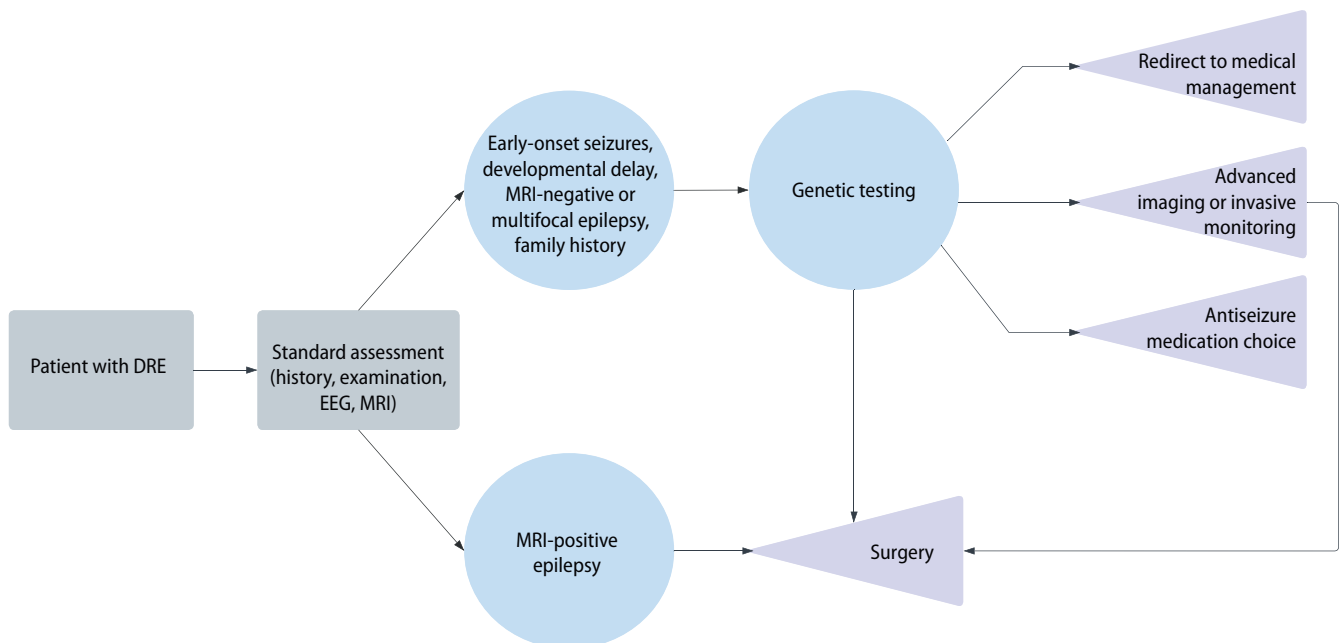 Patient with DRE
Standard assessment
(history, examination,
EEG, MRI)
Early-onset seizures,
developmental delay,
MRI-negative or
multifocal epilepsy,
family history
MRI-positive
epilepsy
Genetic testing
Redirect to medical
management
Advanced
imaging or invasive
monitoring
Antiseizure
medication choice
Surgery